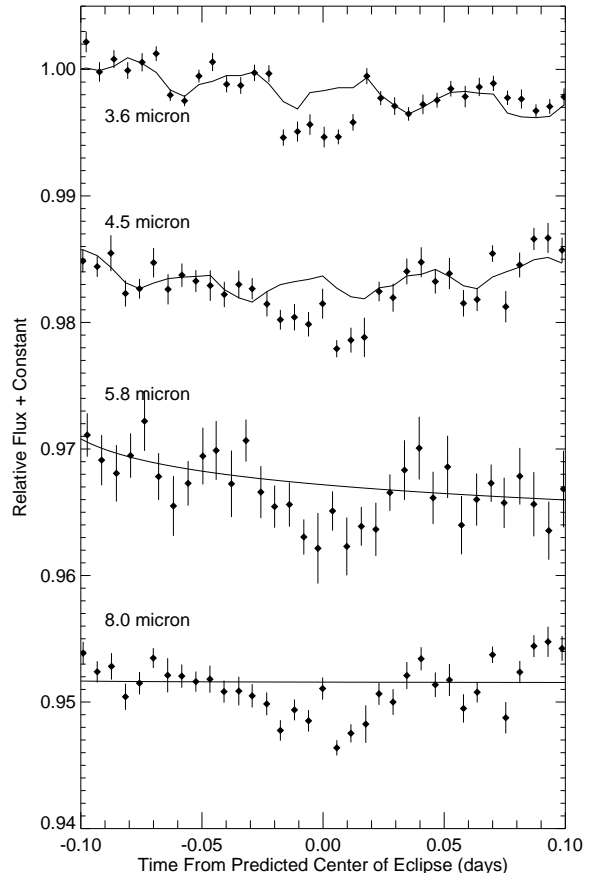 1.00
3.6 micron
0.99
4.5 micron
0.98
5.8 micron
0.97
0.96
8.0 micron
0.95
0.94
Relative Flux + Constant
-0.10 -0.05 0.00 0.05 0.10
Time From Predicted Center of Eclipse (days)